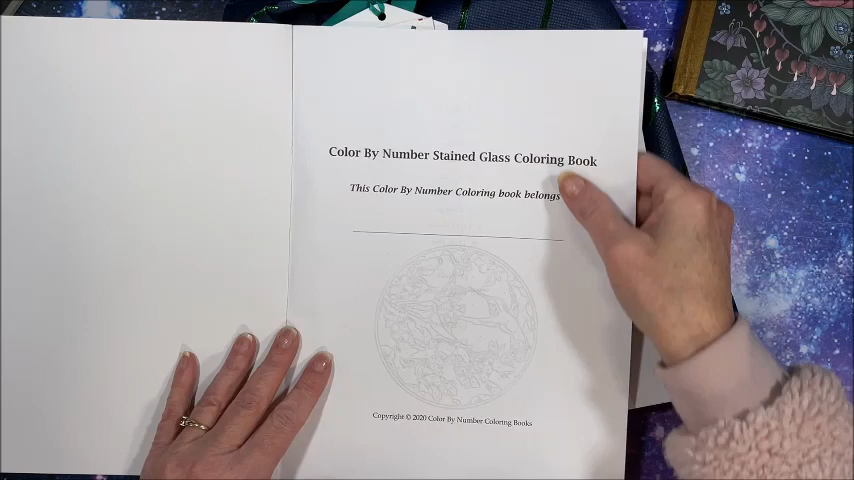 Color By Number Stained Glass Coloring Book
This Color By Number Coloring book belongs
Copyright © 2020 Color By Number Coloring Books